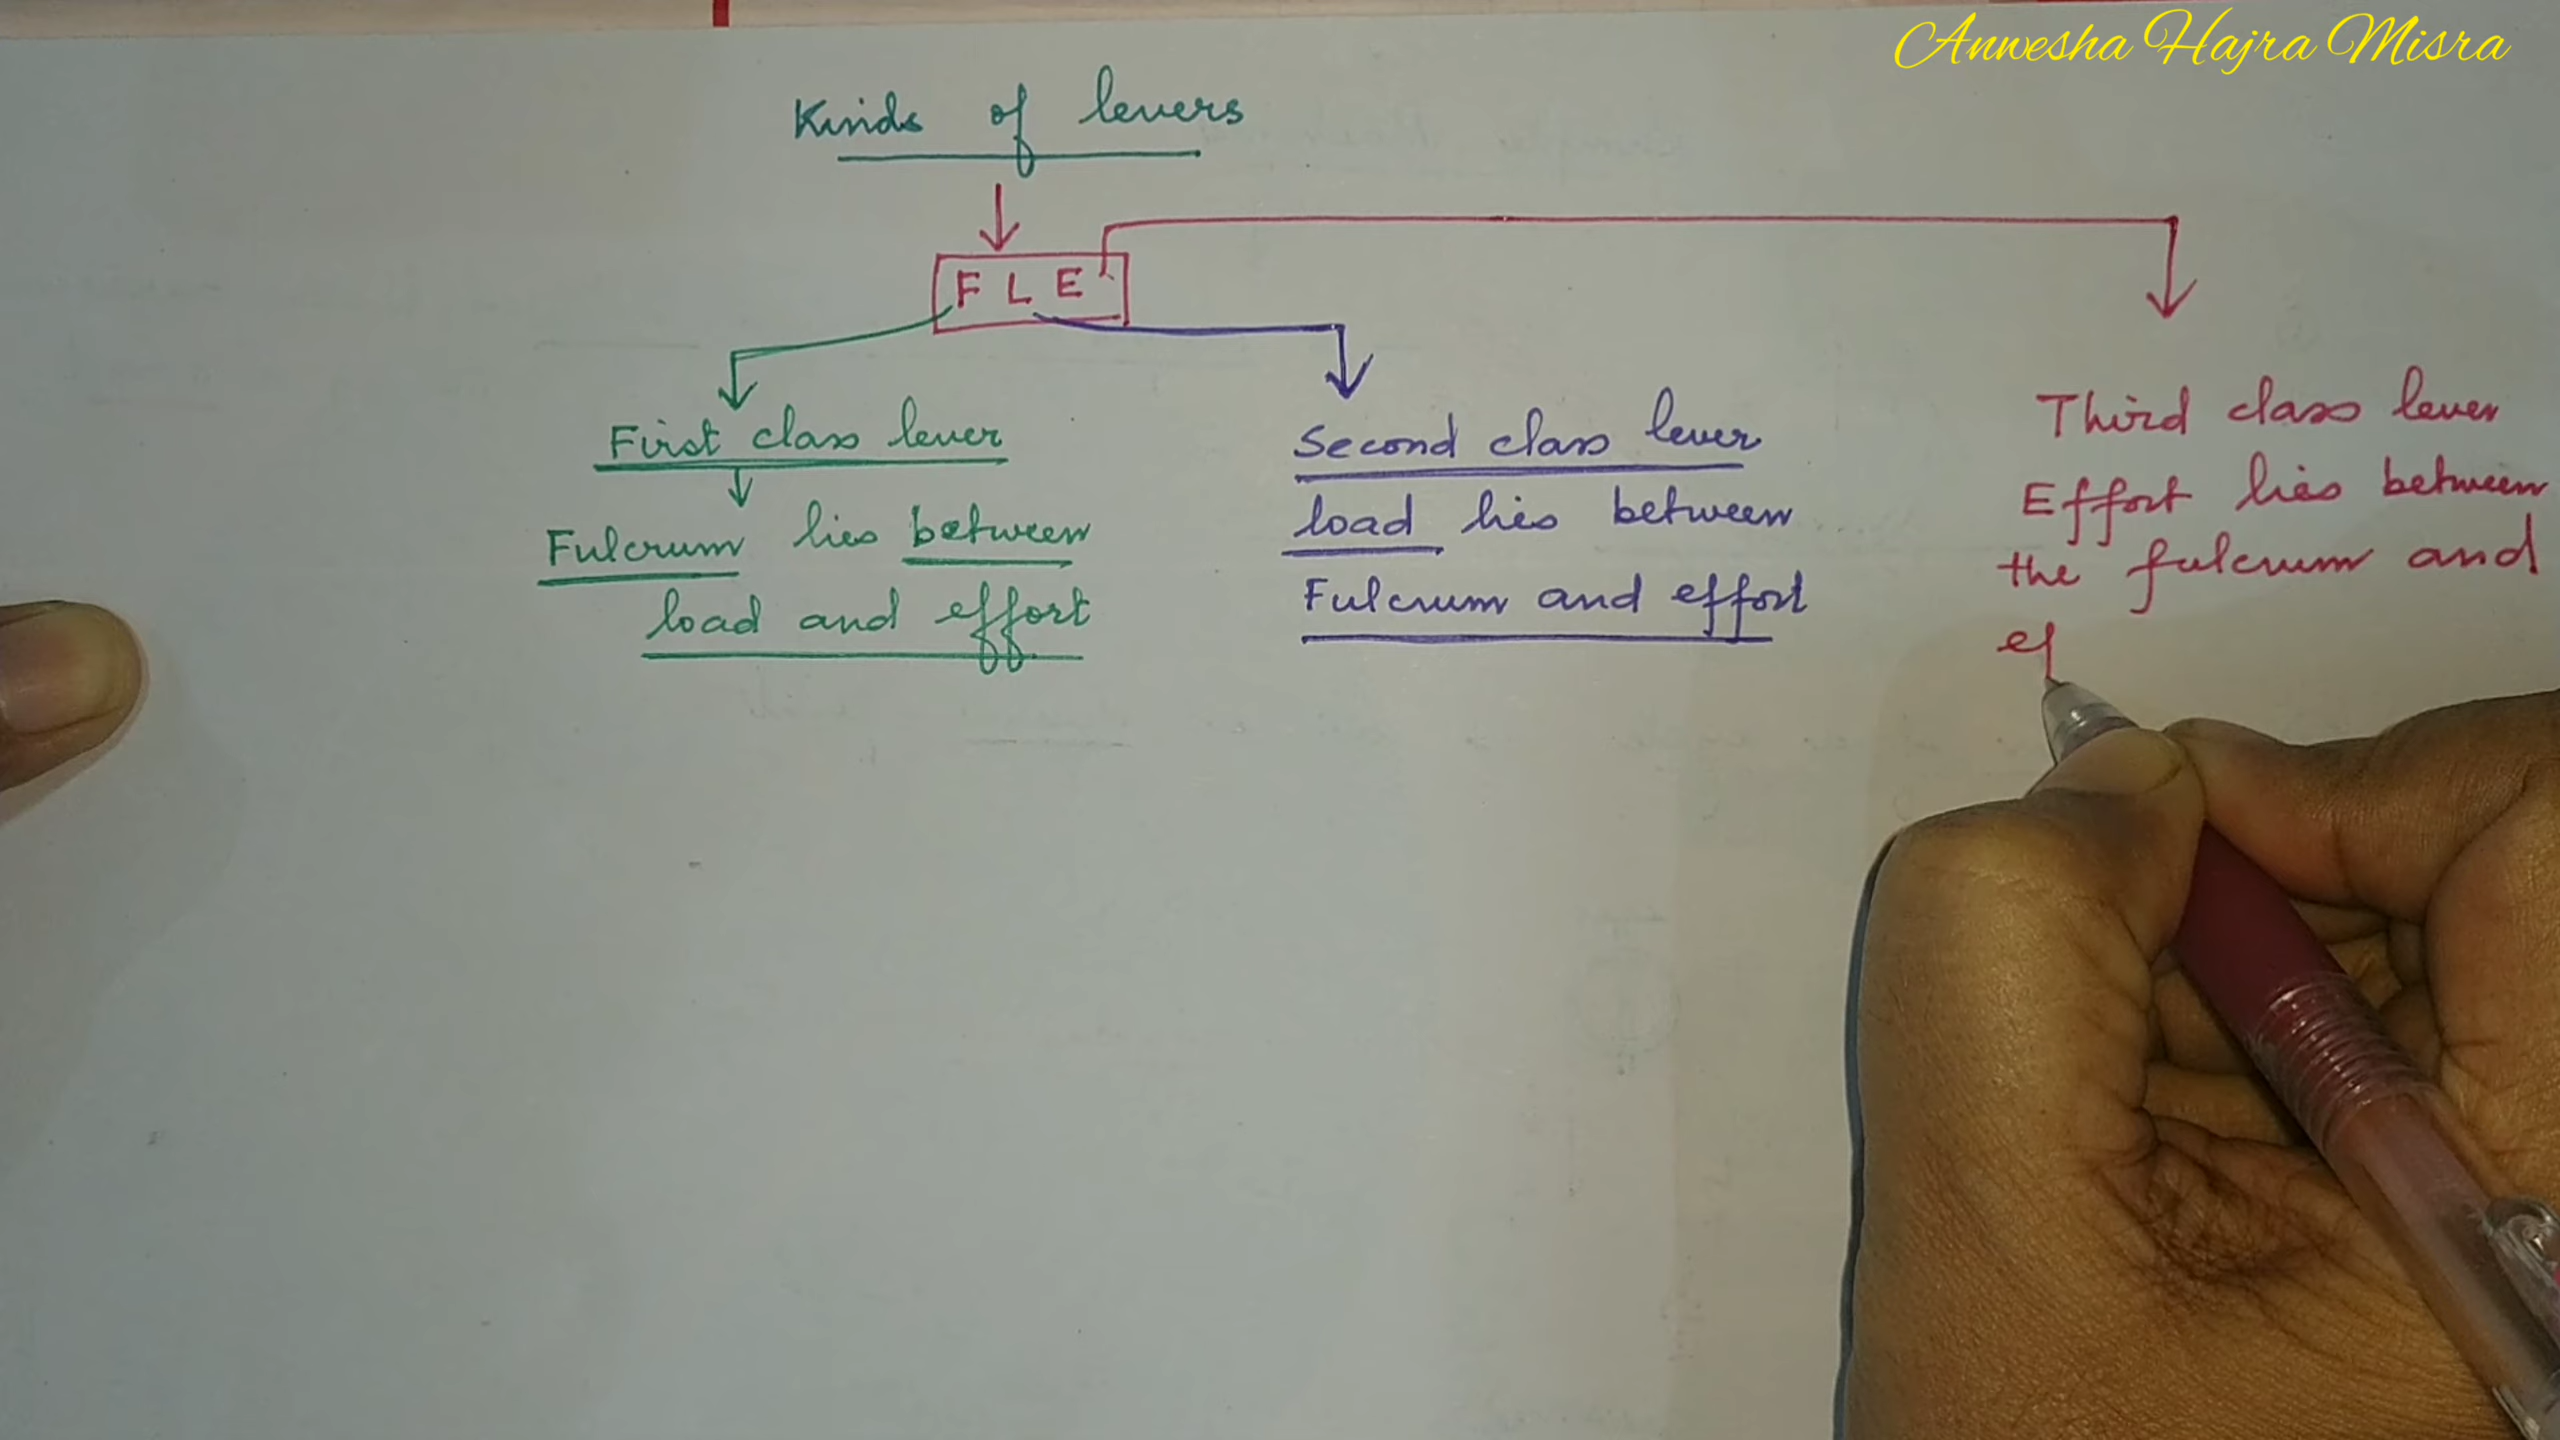 Anwesha Hajra Misra
Kinds of levers
F L E
First class lever
Fulcrum lies between
load and effort
Second class lever
load lies between
Fulcrum and effort
Third class lever
Effort lies between
the fulcrum and
ef